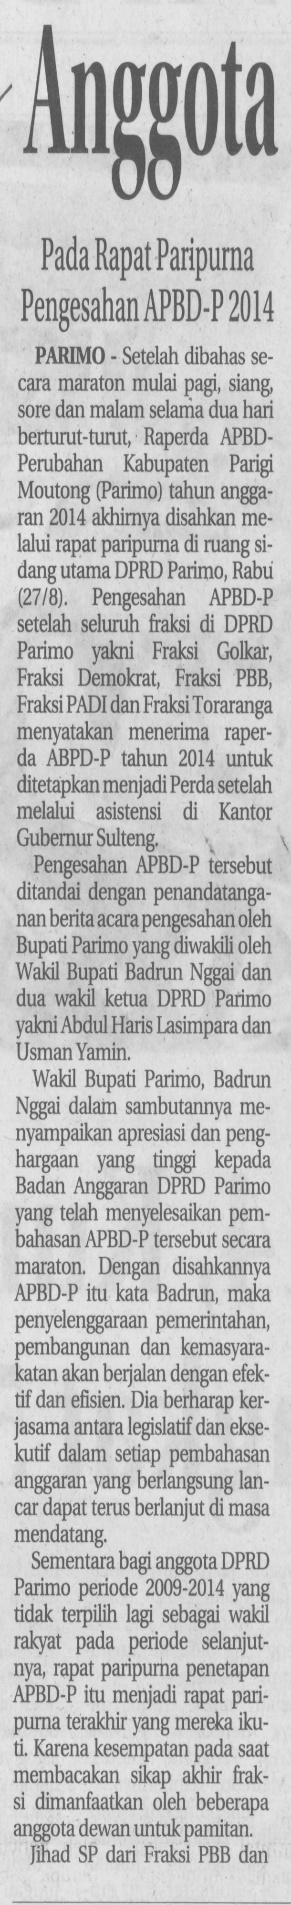 Anggota
Pada Rapat Paripurna
Pengesahan APBD-P 2014
PARIMO - Setelah dibahas se-
cara maraton mulai pagi, siang,
sore dan malam selama dua hari
berturut-turut, Raperda APBD-
Perubahan Kabupaten Parigi
Moutong (Parimo) tahun angga-
ran 2014 akhirnya disahkan me-
lalui rapat paripurna di ruang si-
dang utama DPRD Parimo, Rabu
(27/8). Pengesahan APBD-P
setelah seluruh fraksi di DPRD
Parimo yakni Fraksi Golkar,
Fraksi Demokrat, Fraksi PBB,
Fraksi PADI dan Fraksi Toraranga
menyatakan menerima raper-
da ABPD-P tahun 2014 untuk
ditetapkan menjadi Perda setelah
melalui asistensi di Kantor
Gubernur Sulteng.
Pengesahan APBD-P tersebut
ditandai dengan penandatanga-
nan berita acara pengesahan oleh
Bupati Parimo yang diwakili oleh
Wakil Bupati Badrun Nggai dan
dua wakil ketua DPRD Parimo
yakni Abdul Haris Lasimpara dan
Usman Yamin.
Wakil Bupati Parimo, Badrun
Nggai dalam sambutannya me-
nyampaikan apresiasi dan peng-
hargaan yang tinggi kepada
Badan Anggaran DPRD Parimo
yang telah menyelesaikan pem-
bahasan APBD-P tersebut secara
maraton. Dengan disahkannya
APBD-P itu kata Badrun, maka
penyelenggaraan pemerintahan,
pembangunan dan kemasyara-
katan akan berjalan dengan efek-
tif dan efisien. Dia berharap ker-
jasama antara legislatif dan ekse-
kutif dalam setiap pembahasan
anggaran yang berlangsung lan-
car dapat terus berlanjut di masa
mendatang.
Sementara bagi anggota DPRD
Parimo periode 2009-2014 yang
tidak terpilih lagi sebagai wakil
rakyat pada periode selanjut-
nya, rapat paripurna penetapan
APBD-P itu menjadi rapat pari-
purna terakhir yang mereka iku-
ti. Karena kesempatan pada saat
membacakan sikap akhir frak-
si dimanfaatkan oleh beberapa
anggota dewan untuk pamitan.
Jihad SP dari Fraksi PBB dan